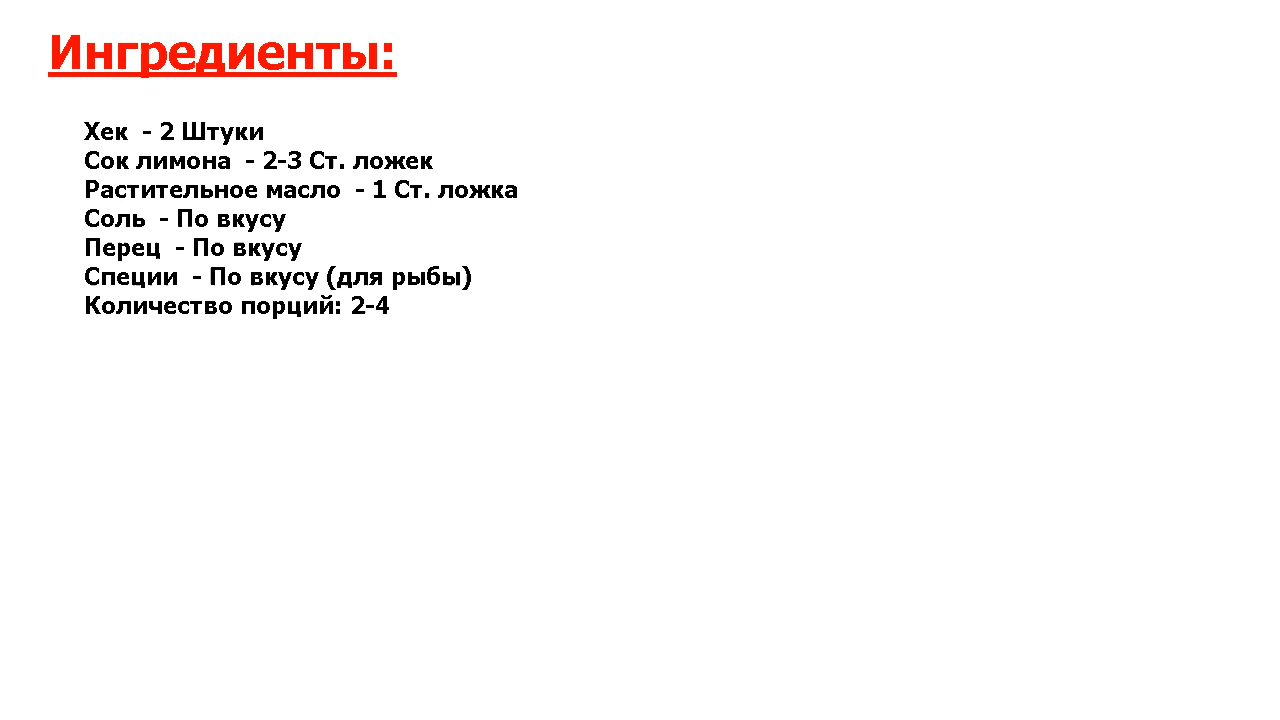 Ингредиенты:
Хек  - 2 Штуки
Сок лимона  - 2-3 Ст. ложек
Растительное масло  - 1 Ст. ложка
Соль  - По вкусу
Перец  - По вкусу
Специи  - По вкусу (для рыбы)
Количество порций: 2-4